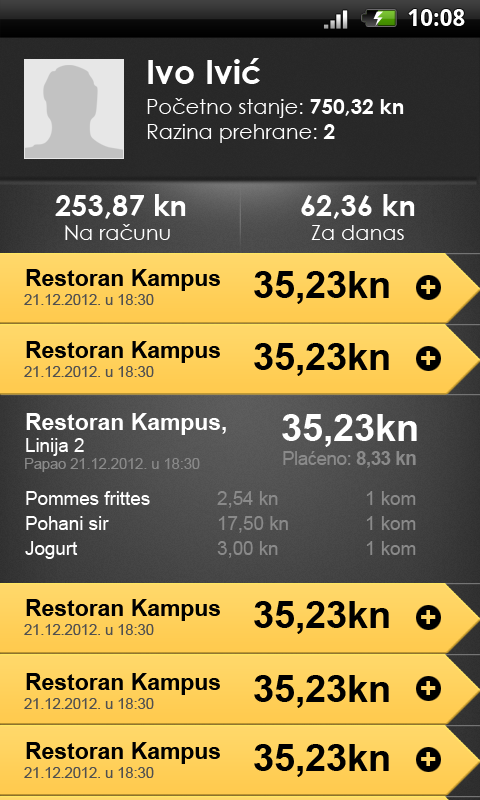 10:08
Ivo Ivić
Početno stanje: 750,32 kn
Razina prehrane: 2
253,87 kn 62,36 kn
Na računu Za danas
Restoran Kampus 35,23kn
21.12.2012. u 18:30
Restoran Kampus 35,23kn
21.12.2012. u 18:30
Restoran Kampus, 35,23kn
Linija 2
Papao 21.12.2012. u 18:30 Plaćeno: 8,33 kn
Pommes frittes 2,54 kn 1 kom
Pohani sir 17,50 kn 1 kom
Jogurt 3,00 kn 1 kom
Restoran Kampus 35,23kn
21.12.2012. u 18:30
Restoran Kampus 35,23kn
21.12.2012. u 18:30
Restoran Kampus 35,23kn
21.12.2012. u 18:30